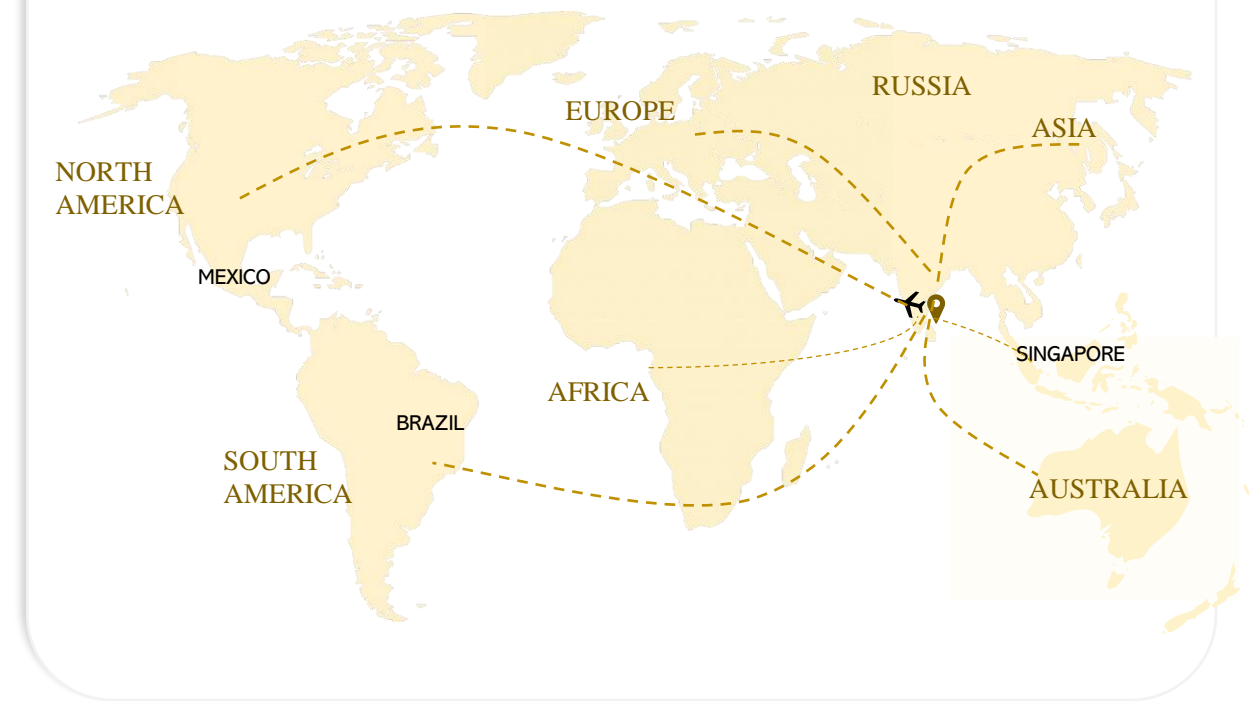 RUSSIA
EUROPE
ASIA
NORTH
AMERICA
MEXICO
SINGAPORE
AFRICA
BRAZIL
SOUTH
AMERICA
AUSTRALIA